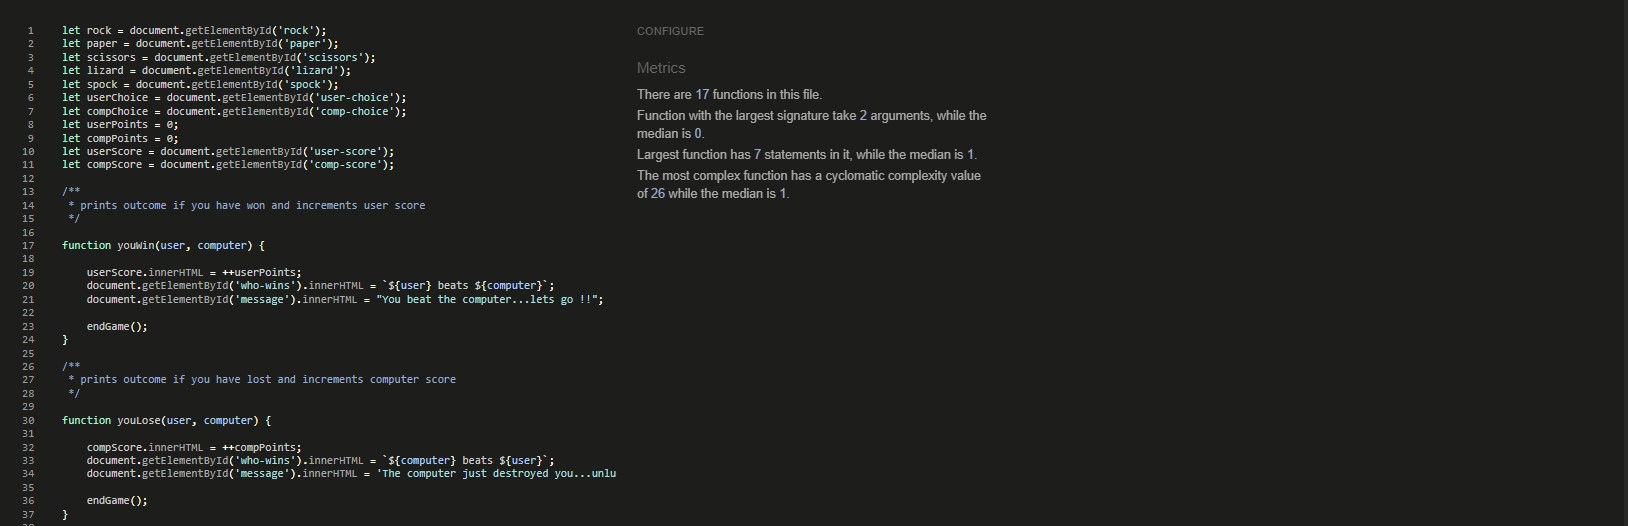 1 let rock = document.getElementById('rock');
2 let paper = document.getElementById('paper');
3 let scissors = document.getElementById('scissors');
4 let lizard = document.getElementById('lizard');
5 let spock = document.getElementById('spock');
6 let userChoice = document.getElementById('user-choice');
7 let compChoice = document.getElementById('comp-choice');
8 let userPoints = 0;
9 let compPoints = 0;
10 let userScore = document.getElementById('user-score');
11 let compScore = document.getElementById('comp-score');
12
13 /**
14  * prints outcome if you have won and increments user score
15  */
16
17 function youWin(user, computer) {
18
19     userScore.innerHTML = ++userPoints;
20     document.getElementById('who-wins').innerHTML = `${user} beats ${computer}`;
21     document.getElementById('message').innerHTML = "You beat the computer...lets go !!";
22
23     endGame();
24 }
25
26 /**
27  * prints outcome if you have lost and increments computer score
28  */
29
30 function youLose(user, computer) {
31
32     compScore.innerHTML = ++compPoints;
33     document.getElementById('who-wins').innerHTML = `${computer} beats ${user}`;
34     document.getElementById('message').innerHTML = 'The computer just destroyed you...unlu
35
36     endGame();
37 }
CONFIGURE
Metrics
There are 17 functions in this file.
Function with the largest signature take 2 arguments, while the
median is 0.
Largest function has 7 statements in it, while the median is 1.
The most complex function has a cyclomatic complexity value
of 26 while the median is 1.